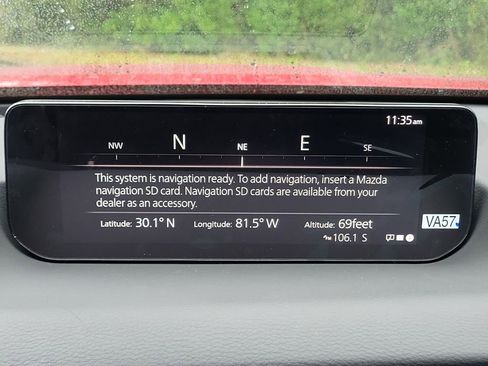 11:35am
NW N NE E SE
This system is navigation ready. To add navigation, insert a Mazda
navigation SD card. Navigation SD cards are available from your
dealer as an accessory.
Latitude: 30.1° N Longitude: 81.5° W Altitude: 69feet
VA57
106.1 S